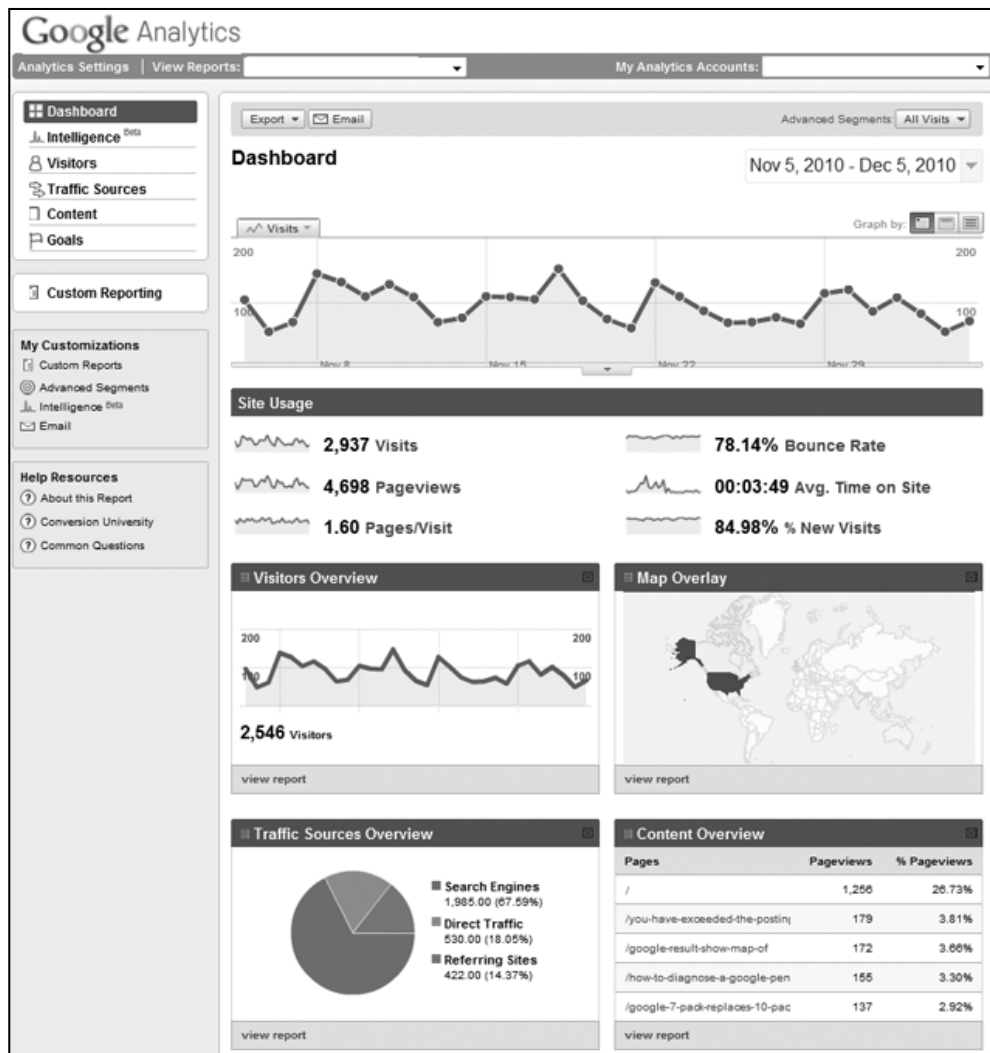 Google Analytics
Analytics Settings | View Reports: My Analytics Accounts:
Dashboard
Intelligence Beta
Visitors
Traffic Sources
Content
Goals
Custom Reporting
My Customizations
Custom Reports
Advanced Segments
Intelligence Beta
Email
Help Resources
About this Report
Conversion University
Common Questions
Export Email Advanced Segments: All Visits
Dashboard
Nov 5, 2010 - Dec 5, 2010
Visits Graph by:
200 200
100 100
Nov 8 Nov 15 Nov 22 Nov 29
Site Usage
2,937 Visits 78.14% Bounce Rate
4,698 Pageviews 00:03:49 Avg. Time on Site
1.60 Pages/Visit 84.98% % New Visits
Visitors Overview
200 200
100 100
2,546 Visitors
view report
Map Overlay
view report
Traffic Sources Overview
Search Engines
1,985.00 (67.59%)
Direct Traffic
530.00 (18.05%)
Referring Sites
422.00 (14.37%)
view report
Content Overview
Pages Pageviews % Pageviews
/ 1,256 26.73%
/you-have-exceeded-the-posting 179 3.81%
/google-result-show-map-of 172 3.66%
/how-to-diagnose-a-google-pen 155 3.30%
/google-7-pack-replaces-10-pac 137 2.92%
view report